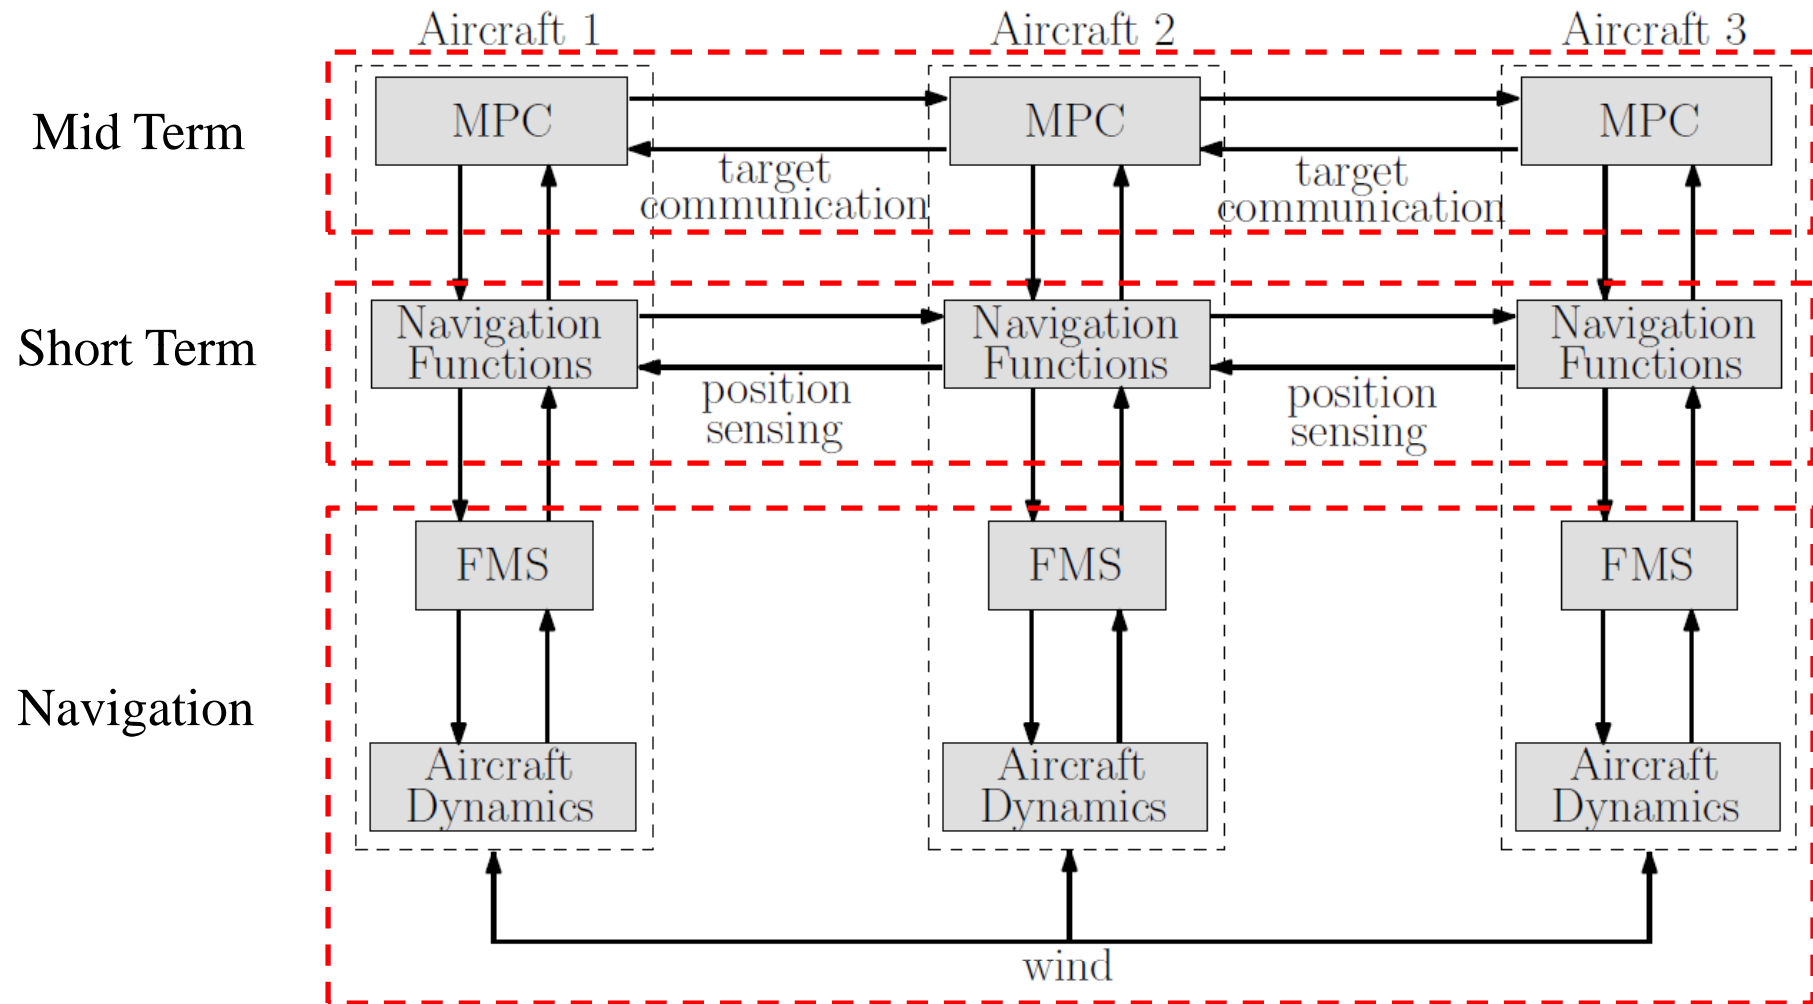 Aircraft 1
Aircraft 2
Aircraft 3
Mid Term
MPC
MPC
MPC
target
communication
target
communication
Short Term
Navigation
Functions
Navigation
Functions
Navigation
Functions
position
sensing
position
sensing
FMS
FMS
FMS
Navigation
Aircraft
Dynamics
Aircraft
Dynamics
Aircraft
Dynamics
wind